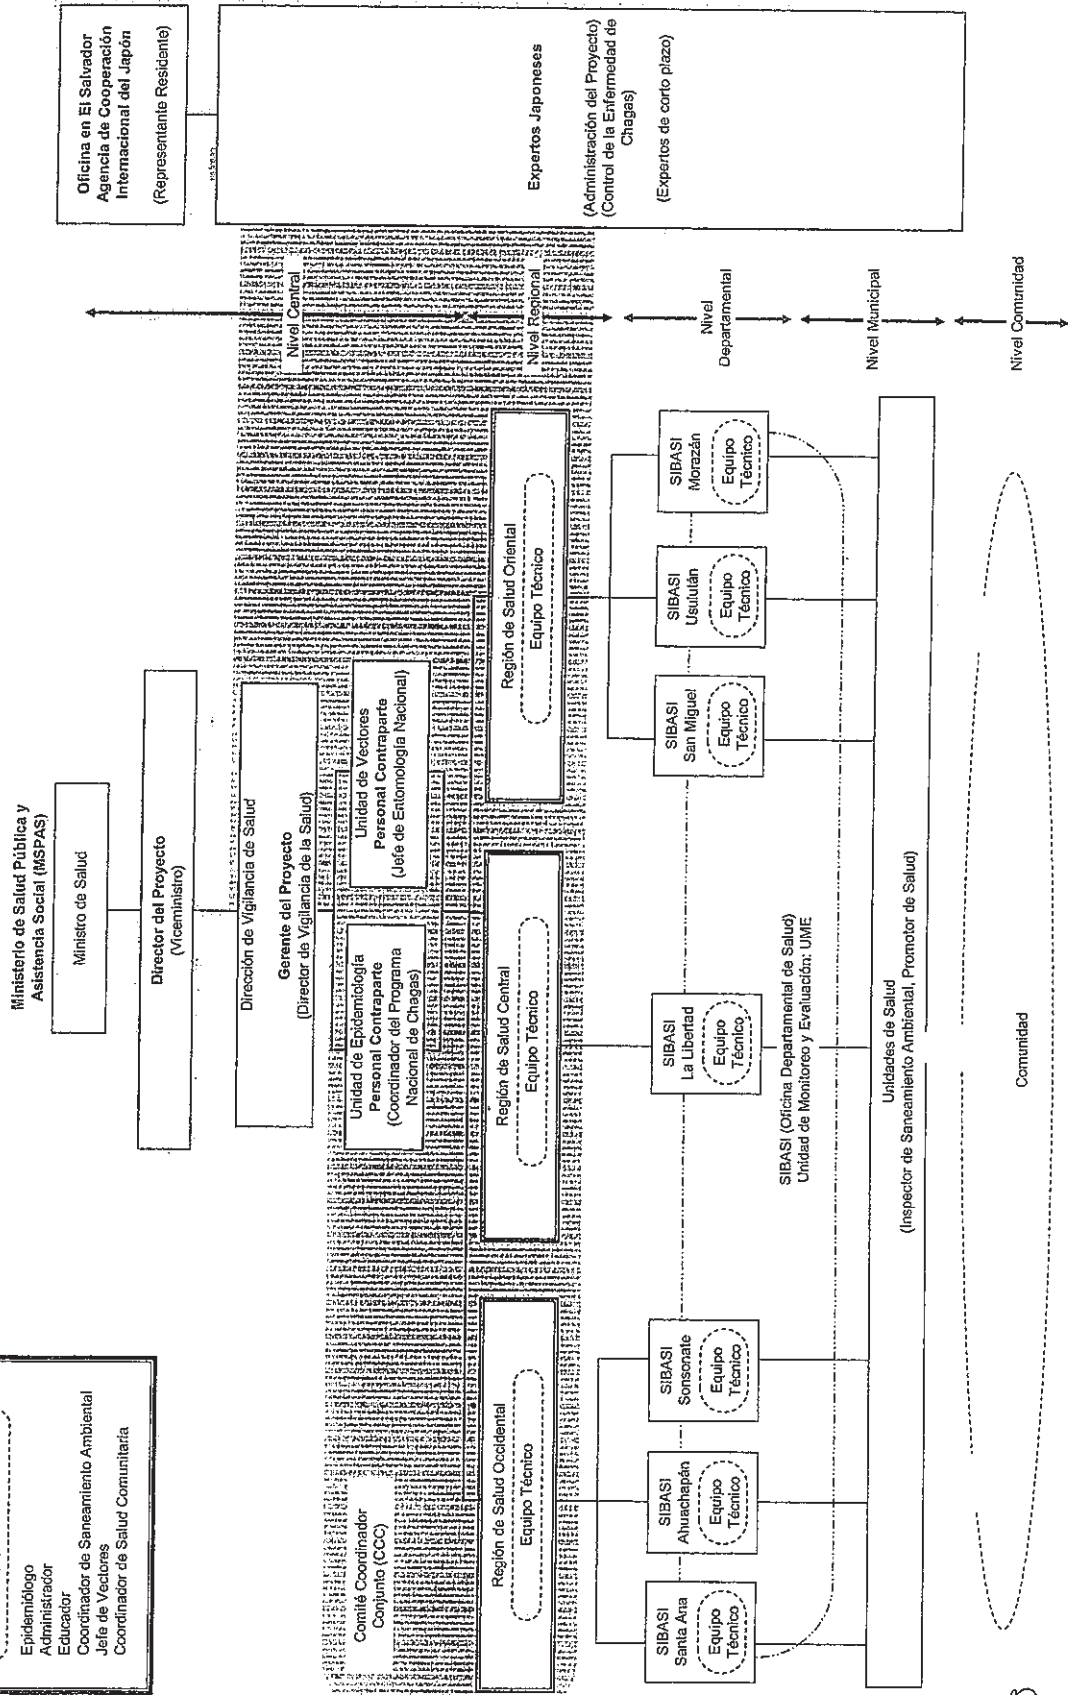 Epidemiólogo
Administrador
Educador
Coordinador de Saneamiento Ambiental
Jefe de Vectores
Coordinador de Salud Comunitaria
Ministerio de Salud Pública y
Asistencia Social (MSPAS)
Ministro de Salud
Director del Proyecto
(Viceministro)
Dirección de Vigilancia de Salud
Gerente del Proyecto
(Director de Vigilancia de la Salud)
Oficina en El Salvador
Agencia de Cooperación
Internacional del Japón
(Representante Residente)
Expertos Japoneses
(Administración del Proyecto)
(Control de la Enfermedad de
Chagas)
(Expertos de corto plazo)
Comité Coordinador
Conjunto (CCC)
Unidad de Epidemiología
Personal Contraparte
(Coordinador del Programa
Nacional de Chagas)
Unidad de Vectores
Personal Contraparte
(Jefe de Entomología Nacional)
Nivel Central
Región de Salud Occidental
Equipo Técnico
Región de Salud Central
Equipo Técnico
Región de Salud Oriental
Equipo Técnico
Nivel Regional
SIBASI
Santa Ana
Equipo
Técnico
SIBASI
Ahuachapán
Equipo
Técnico
SIBASI
Sonsonate
Equipo
Técnico
SIBASI
La Libertad
Equipo
Técnico
SIBASI
San Miguel
Equipo
Técnico
SIBASI
Usulután
Equipo
Técnico
SIBASI
Morazán
Equipo
Técnico
Nivel
Departamental
SIBASI (Oficina Departamental de Salud)
Unidad de Monitoreo y Evaluación: UME
Unidades de Salud
(Inspector de Saneamiento Ambiental, Promotor de Salud)
Nivel Municipal
Comunidad
Nivel Comunidad